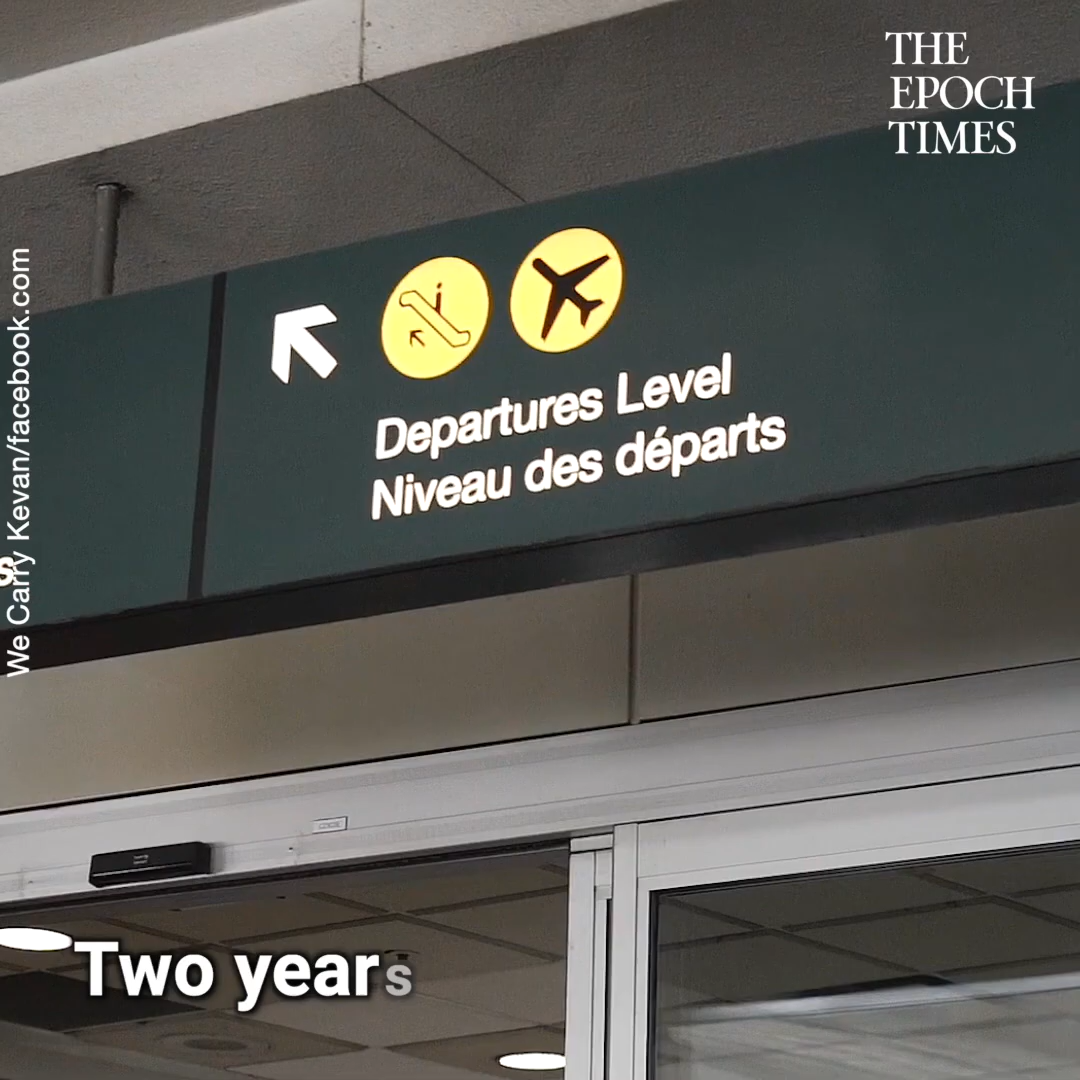 THE
EPOCH
TIMES
Departures Level
Niveau des départs
s
We Carry Kevan/facebook.com
Two years